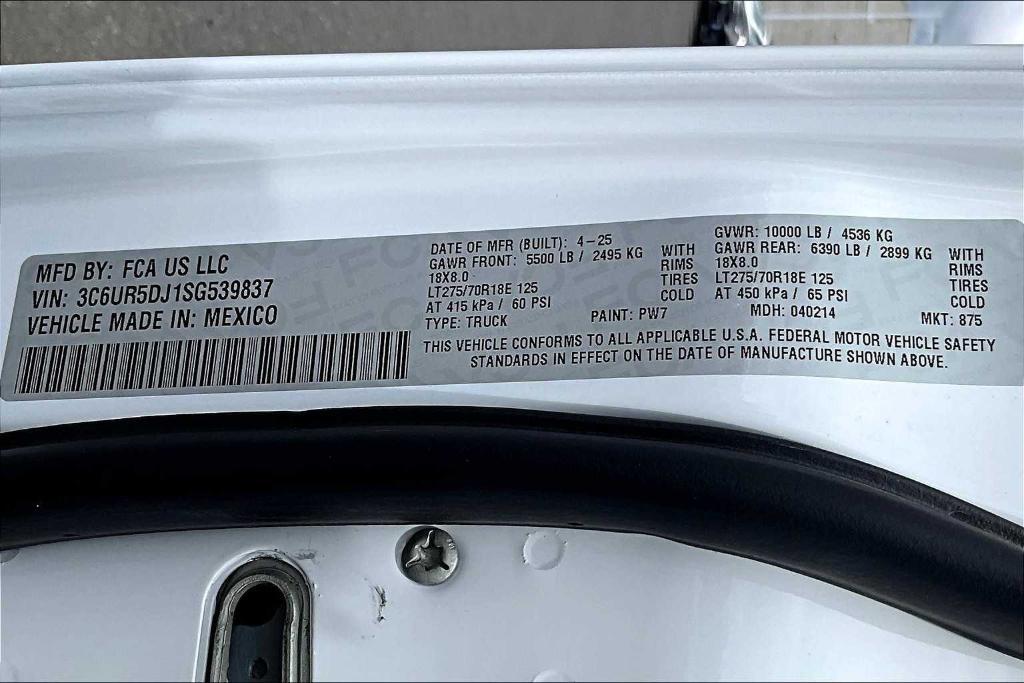 MFD BY: FCA US LLC
VIN: 3C6UR5DJ1SG539837
VEHICLE MADE IN: MEXICO
DATE OF MFR (BUILT): 4-25
GAWR FRONT: 5500 LB / 2495 KG WITH
18X8.0 RIMS
LT275/70R18E 125 TIRES
AT 415 kPa / 60 PSI COLD
TYPE: TRUCK PAINT: PW7
GVWR: 10000 LB / 4536 KG
GAWR REAR: 6390 LB / 2899 KG WITH
18X8.0 RIMS
LT275/70R18E 125 TIRES
AT 450 kPa / 65 PSI COLD
MDH: 040214 MKT: 875
THIS VEHICLE CONFORMS TO ALL APPLICABLE U.S.A. FEDERAL MOTOR VEHICLE SAFETY
STANDARDS IN EFFECT ON THE DATE OF MANUFACTURE SHOWN ABOVE.